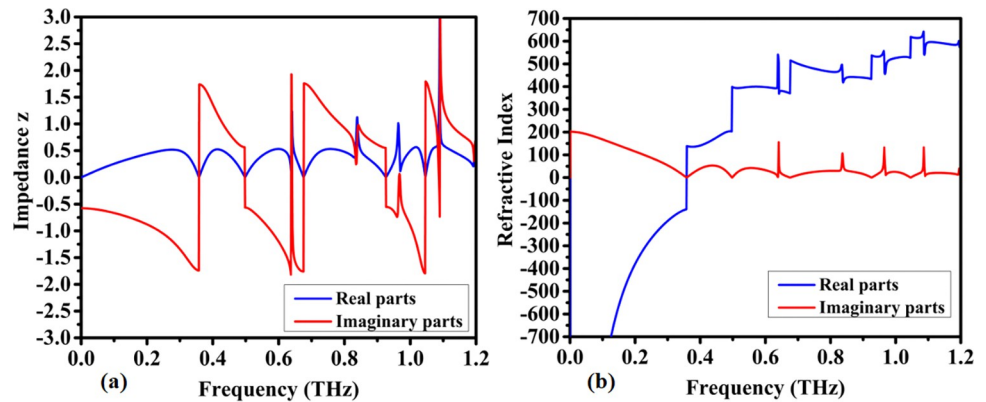 Impedance z
3.0
2.5
2.0
1.5
1.0
0.5
0.0
-0.5
-1.0
-1.5
-2.0
-2.5
-3.0
Real parts
Imaginary parts
0.0 0.2 0.4 0.6 0.8 1.0 1.2
(a)
Frequency (THz)
Refractive Index
700
600
500
400
300
200
100
0
-100
-200
-300
-400
-500
-600
-700
Real parts
Imaginary parts
0.0 0.2 0.4 0.6 0.8 1.0 1.2
(b)
Frequency (THz)